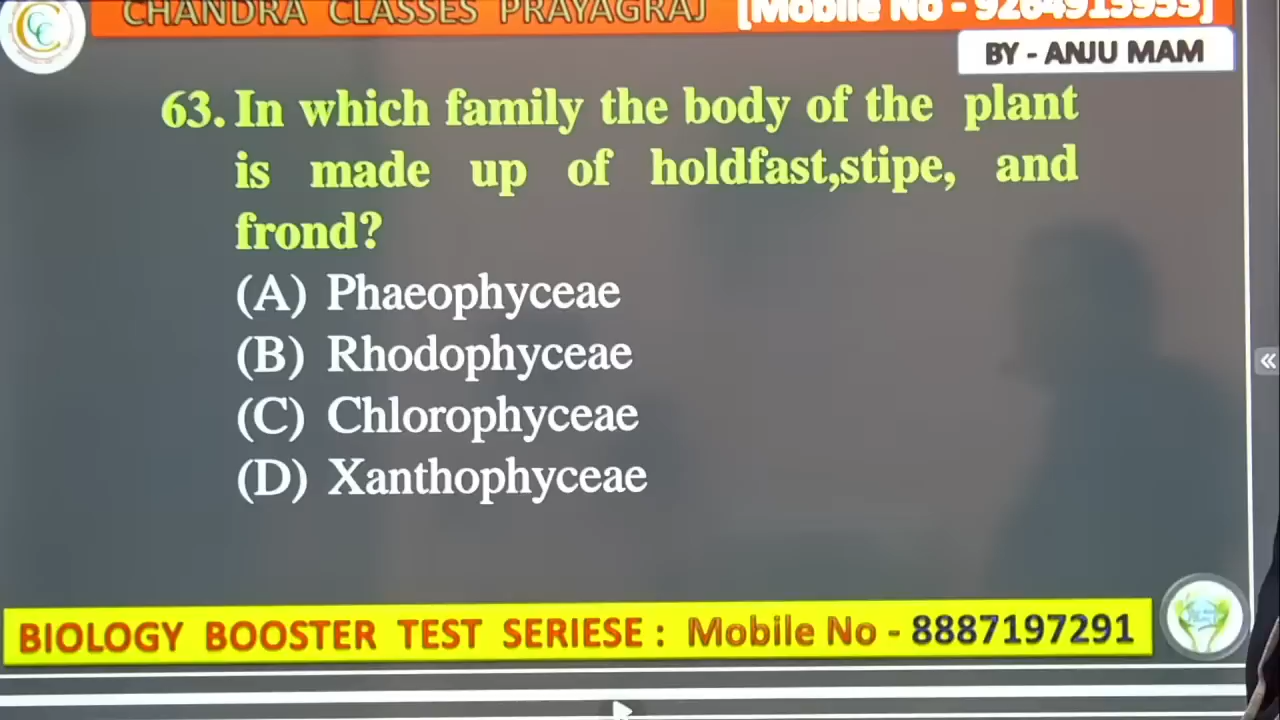 CHANDRA CLASSES PRAYAGRAJ [Mobile No - 9264915955]
BY - ANJU MAM
63. In which family the body of the plant
is made up of holdfast,stipe, and
frond?
(A) Phaeophyceae
(B) Rhodophyceae
(C) Chlorophyceae
(D) Xanthophyceae
BIOLOGY BOOSTER TEST SERIESE : Mobile No - 8887197291